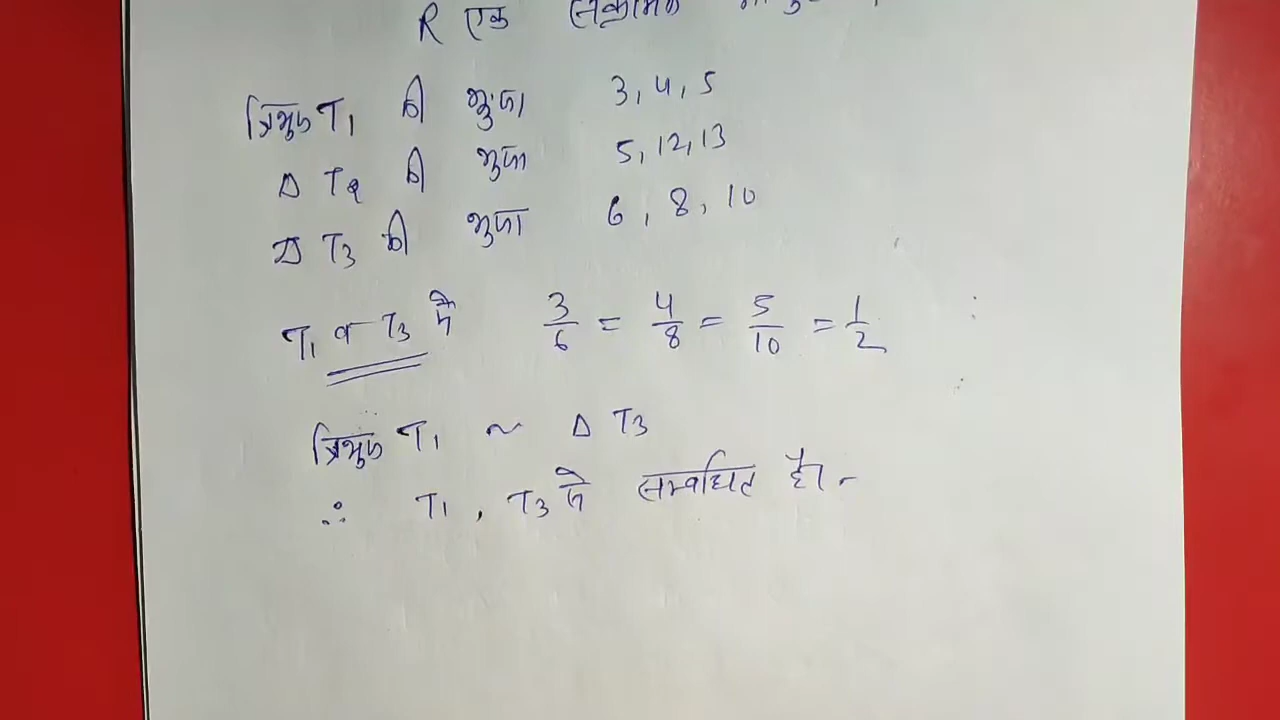 R एक संक्रामक
त्रिभुज T1 की भुजा 3, 4, 5
Δ T2 की भुजा 5, 12, 13
Δ T3 की भुजा 6, 8, 10
T1 व T3 में 3/6 = 4/8 = 5/10 = 1/2
त्रिभुज T1 ~ Δ T3
∴ T1, T3 से सम्बंधित है।